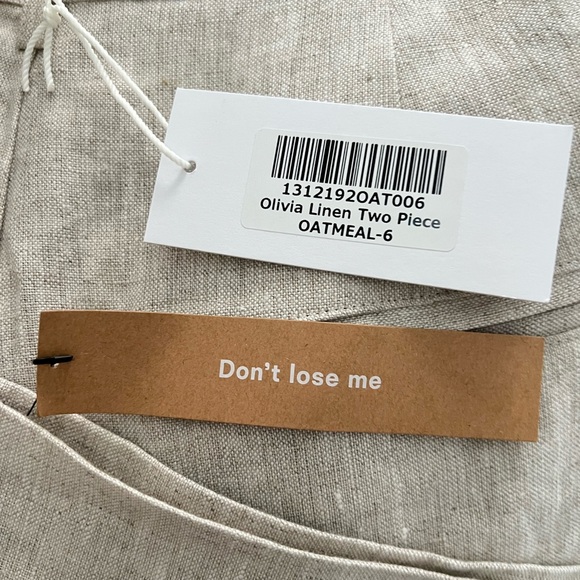 1312192OAT006
Olivia Linen Two Piece
OATMEAL-6
Don't lose me